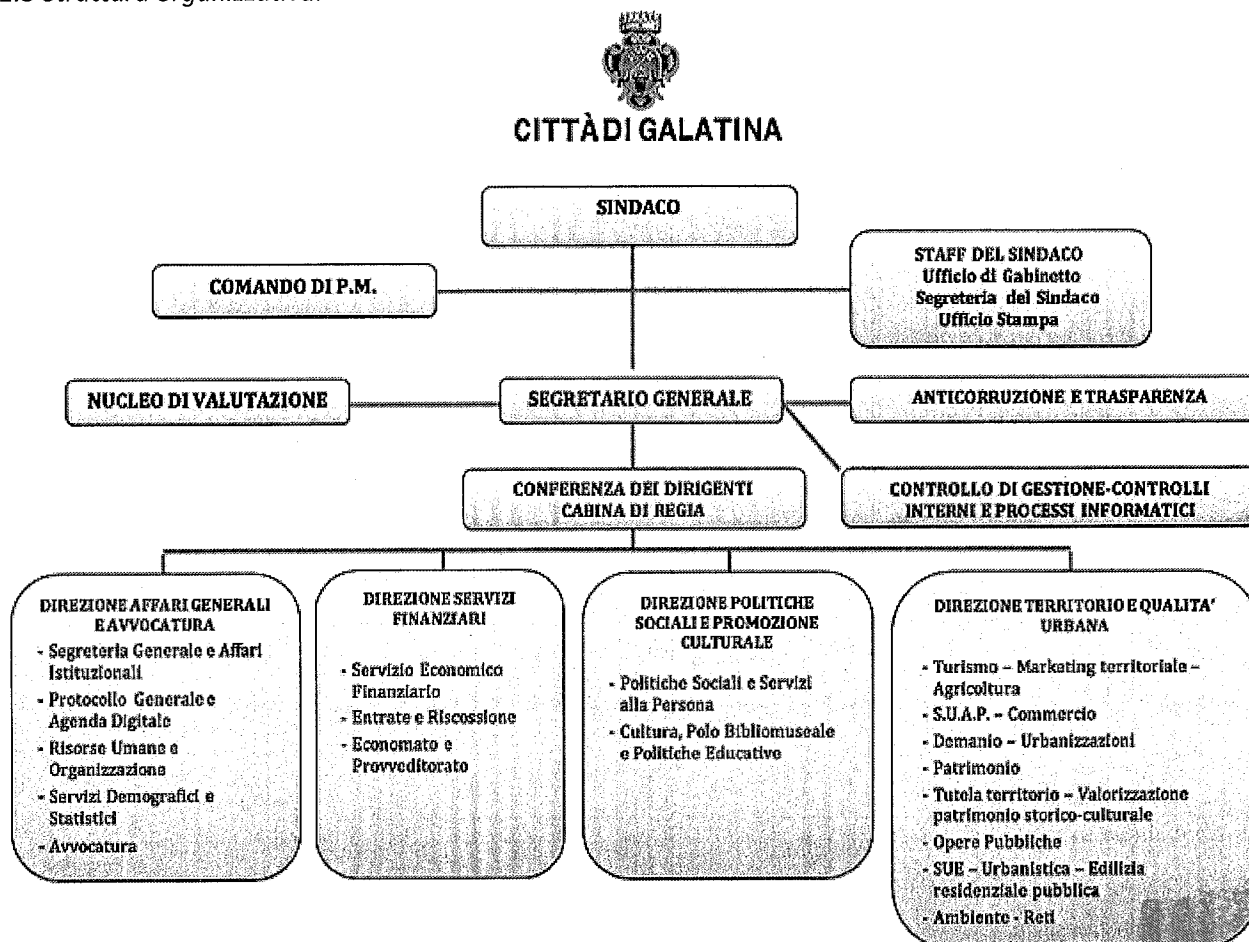 Struttura organizzativa.
CITTÀ DI GALATINA
SINDACO
COMANDO DI P.M.
STAFF DEL SINDACO
Ufficio di Gabinetto
Segreteria del Sindaco
Ufficio Stampa
NUCLEO DI VALUTAZIONE
SEGRETARIO GENERALE
ANTICORRUZIONE E TRASPARENZA
CONFERENZA DEI DIRIGENTI
CABINA DI REGIA
CONTROLLO DI GESTIONE-CONTROLLI
INTERNI E PROCESSI INFORMATICI
DIREZIONE AFFARI GENERALI
E AVVOCATURA
- Segreteria Generale e Affari
Istituzionali
- Protocollo Generale e
Agenda Digitale
- Risorse Umane e
Organizzazione
- Servizi Demografici e
Statistici
- Avvocatura
DIREZIONE SERVIZI
FINANZIARI
- Servizio Economico
Finanziario
- Entrate e Riscossione
- Economato e
Provveditorato
DIREZIONE POLITICHE
SOCIALI E PROMOZIONE
CULTURALE
- Politiche Sociali e Servizi
alla Persona
- Cultura, Polo Bibliomuseale
e Politiche Educative
DIREZIONE TERRITORIO E QUALITA'
URBANA
- Turismo – Marketing territoriale –
Agricoltura
- S.U.A.P. – Commercio
- Demanio – Urbanizzazioni
- Patrimonio
- Tutela territorio – Valorizzazione
patrimonio storico-culturale
- Opere Pubbliche
- SUE – Urbanistica – Edilizia
residenziale pubblica
- Ambiente - Reti